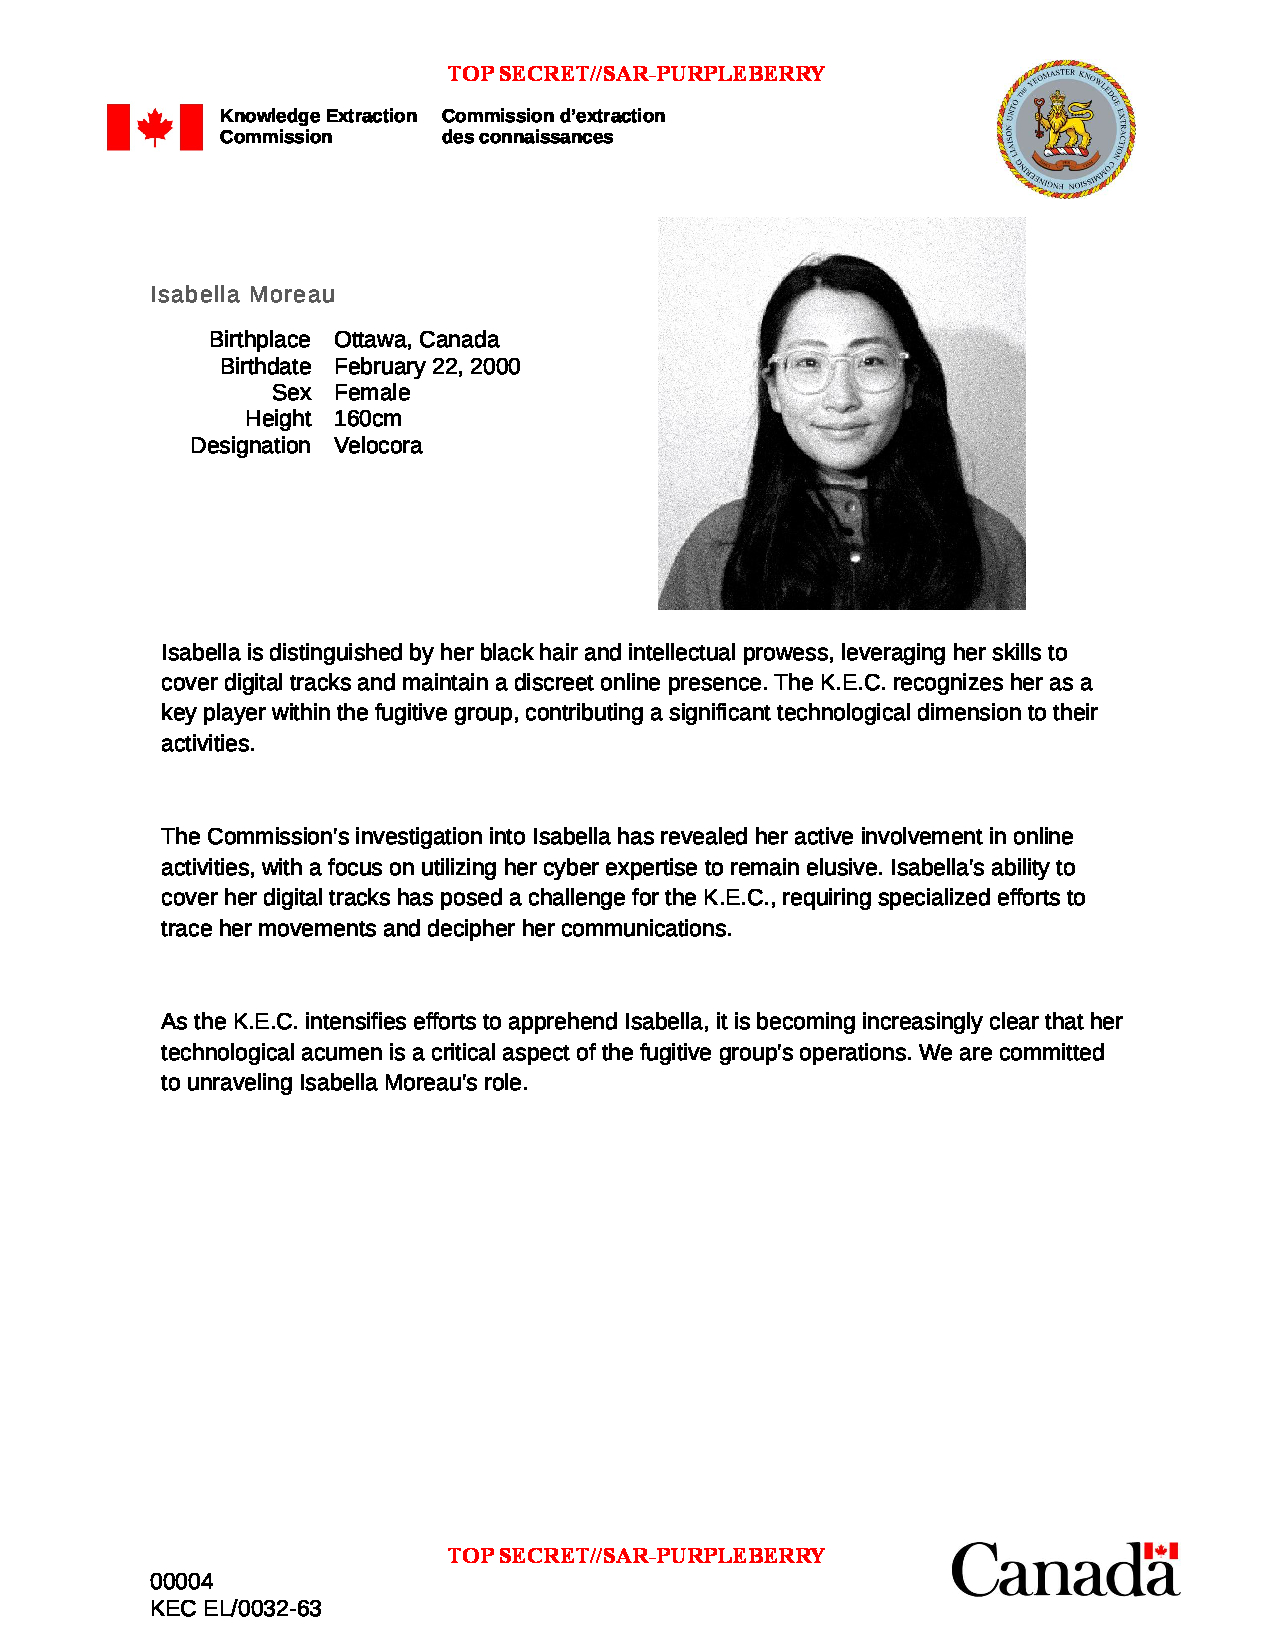 TOP SECRET//SAR-PURPLEBERRY
Knowledge Extraction Commission d'extraction
Commission des connaissances
LIAISON UNTO THE YEOMASTER KNOWLEDGE EXTRACTION COMMISSION ENGINEERING
Isabella Moreau
Birthplace Ottawa, Canada
Birthdate February 22, 2000
Sex Female
Height 160cm
Designation Velocora
Isabella is distinguished by her black hair and intellectual prowess, leveraging her skills to
cover digital tracks and maintain a discreet online presence. The K.E.C. recognizes her as a
key player within the fugitive group, contributing a significant technological dimension to their
activities.
The Commission's investigation into Isabella has revealed her active involvement in online
activities, with a focus on utilizing her cyber expertise to remain elusive. Isabella's ability to
cover her digital tracks has posed a challenge for the K.E.C., requiring specialized efforts to
trace her movements and decipher her communications.
As the K.E.C. intensifies efforts to apprehend Isabella, it is becoming increasingly clear that her
technological acumen is a critical aspect of the fugitive group's operations. We are committed
to unraveling Isabella Moreau's role.
TOP SECRET//SAR-PURPLEBERRY
Canada
00004
KEC EL/0032-63